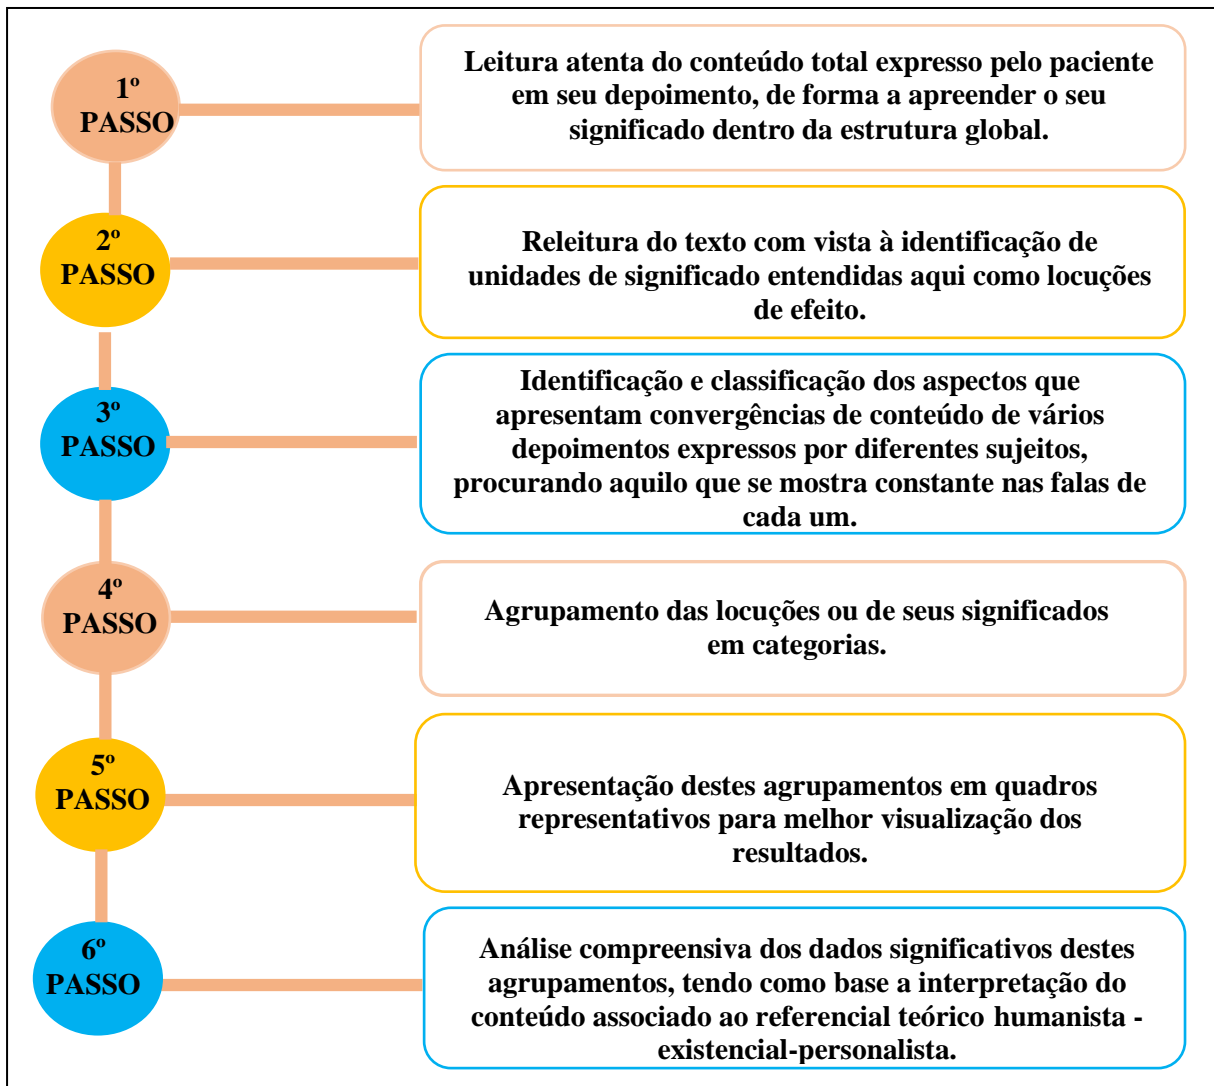 1º
PASSO
Leitura atenta do conteúdo total expresso pelo paciente
em seu depoimento, de forma a apreender o seu
significado dentro da estrutura global.
2º
PASSO
Releitura do texto com vista à identificação de
unidades de significado entendidas aqui como locuções
de efeito.
3º
PASSO
Identificação e classificação dos aspectos que
apresentam convergências de conteúdo de vários
depoimentos expressos por diferentes sujeitos,
procurando aquilo que se mostra constante nas falas de
cada um.
4º
PASSO
Agrupamento das locuções ou de seus significados
em categorias.
5º
PASSO
Apresentação destes agrupamentos em quadros
representativos para melhor visualização dos
resultados.
6º
PASSO
Análise compreensiva dos dados significativos destes
agrupamentos, tendo como base a interpretação do
conteúdo associado ao referencial teórico humanista -
existencial-personalista.